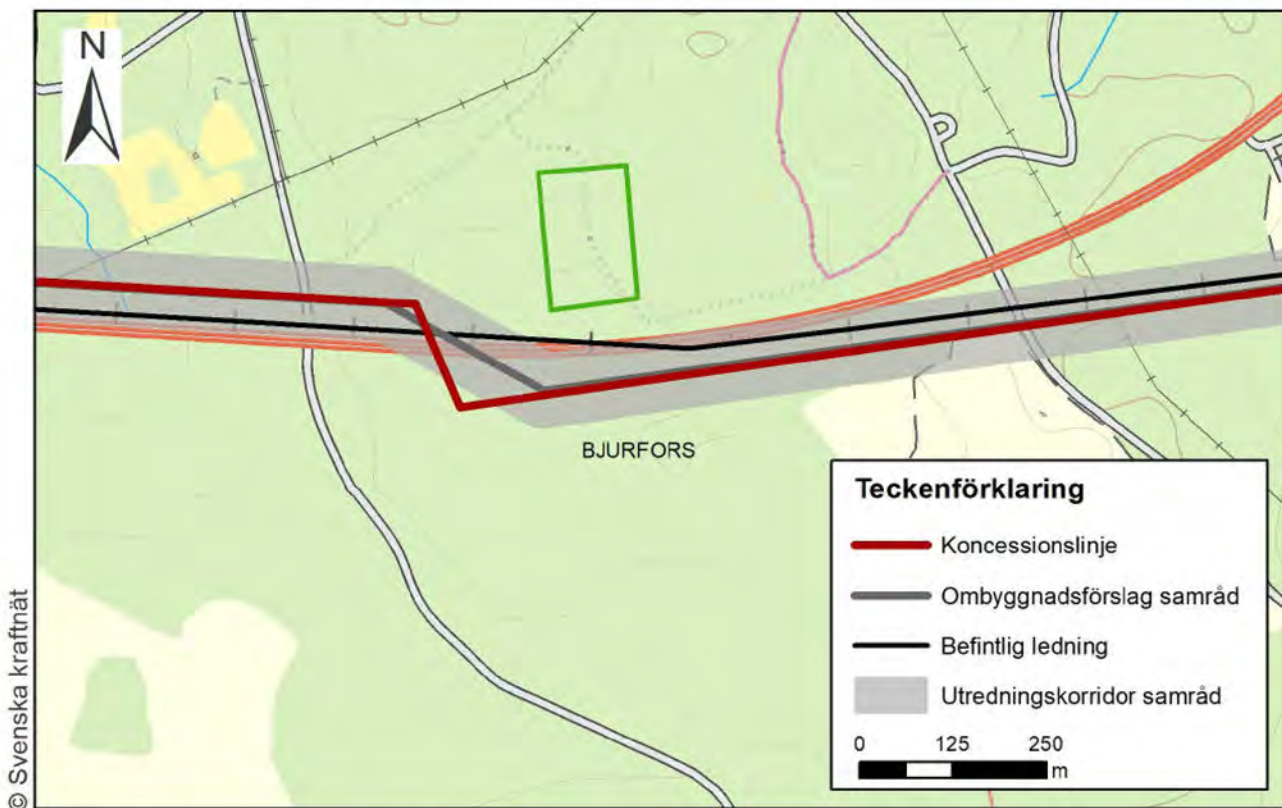 N
BJURFORS
Teckenförklaring
Koncessionslinje
Ombyggnadsförslag samråd
Befintlig ledning
Utredningskorridor samråd
0 125 250
m
© Svenska kraftnät